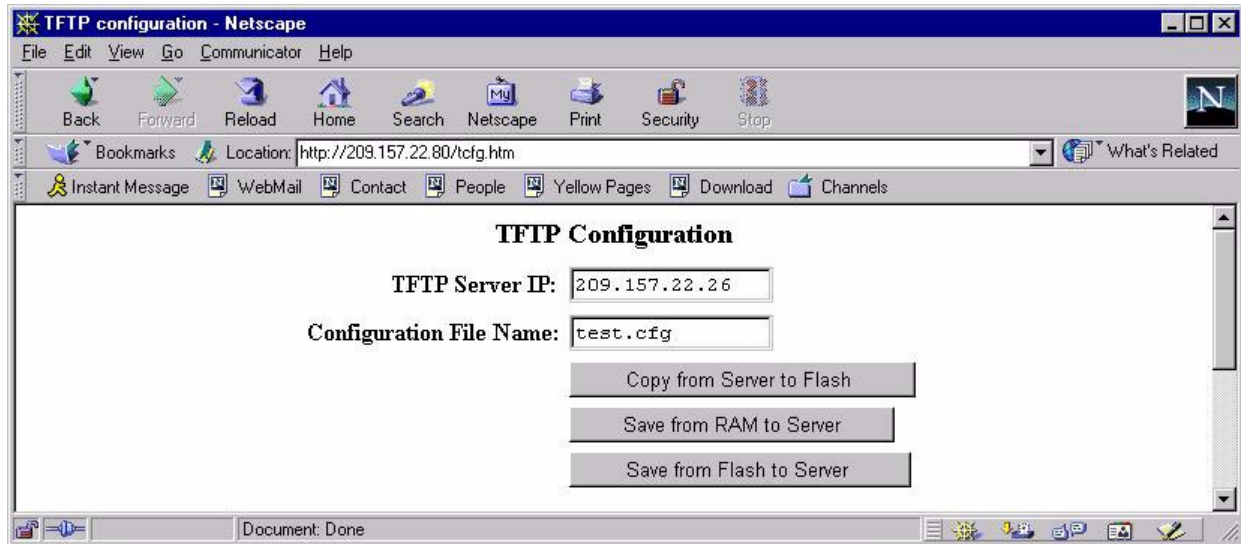 TFTP configuration - Netscape
File Edit View Go Communicator Help
Back Forward Reload Home Search Netscape Print Security Stop
My
N
Bookmarks Location: http://209.157.22.80/tcfg.htm What's Related
Instant Message WebMail Contact People Yellow Pages Download Channels
TFTP Configuration
TFTP Server IP: 209.157.22.26
Configuration File Name: test.cfg
Copy from Server to Flash
Save from RAM to Server
Save from Flash to Server
Document: Done